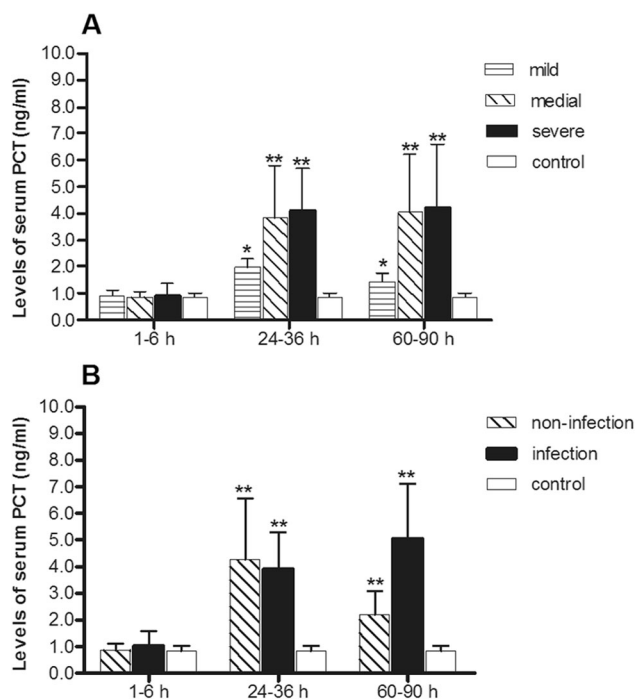 A
Levels of serum PCT (ng/ml)
10.0
9.0
8.0
7.0
6.0
5.0
4.0
3.0
2.0
1.0
0.0
mild
medial
severe
control
*
**
**
*
**
**
1-6 h
24-36 h
60-90 h
B
Levels of serum PCT (ng/ml)
10.0
9.0
8.0
7.0
6.0
5.0
4.0
3.0
2.0
1.0
0.0
non-infection
infection
control
**
**
**
**
1-6 h
24-36 h
60-90 h